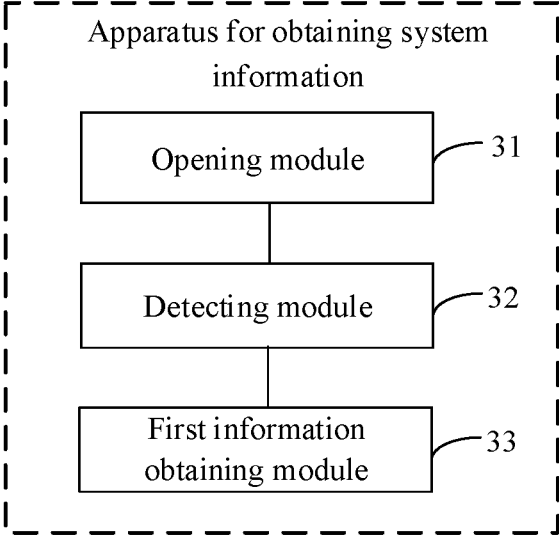 Apparatus for obtaining system
information
Opening module
31
Detecting module
32
First information
obtaining module
33